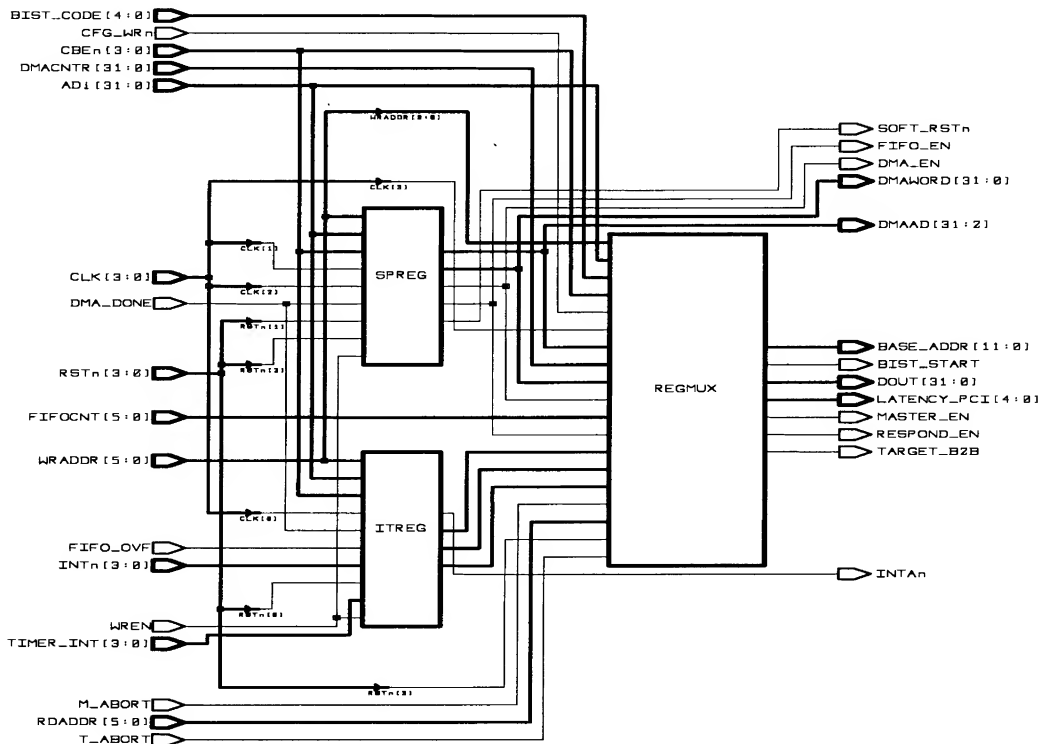 BIST_CODE[4:0]
CFG_WRn
CBEn[3:0]
DMACNTR[31:0]
ADi[31:0]
WRADDR[3:0]
SOFT_RSTn
FIFO_EN
DMA_EN
DMAWORD[31:0]
CLK[3]
DMAAD[31:2]
CLK[1]
CLK[3:0]
SPREG
CLK[2]
DMA_DONE
RSTn[1]
RSTn[2]
RSTn[3:0]
BASE_ADDR[11:0]
BIST_START
DOUT[31:0]
REGMUX
LATENCY_PCI[4:0]
FIFOCNT[5:0]
MASTER_EN
RESPOND_EN
TARGET_B2B
WRADDR[5:0]
CLK[0]
ITREG
FIFO_OVF
INTn[3:0]
INTAn
RSTn[0]
WREN
TIMER_INT[3:0]
RSTn[3]
M_ABORT
RDADDR[5:0]
T_ABORT